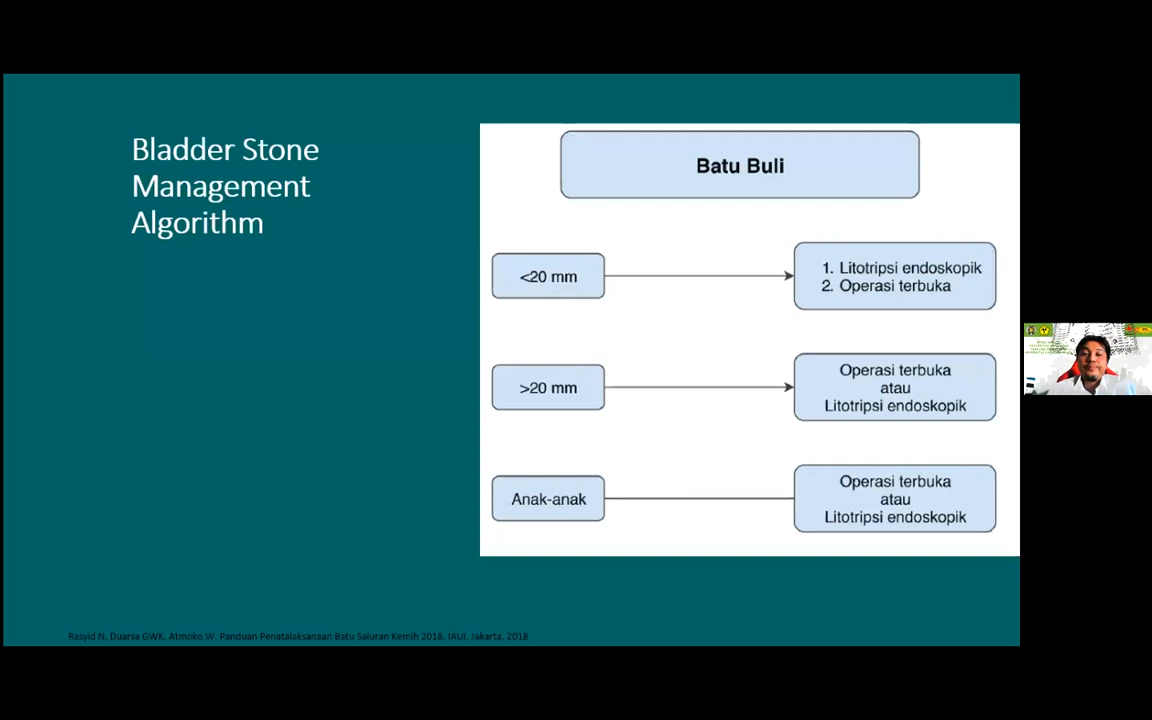 Bladder Stone
Management
Algorithm
Batu Buli
<20 mm
1. Litotripsi endoskopik
2. Operasi terbuka
>20 mm
Operasi terbuka
atau
Litotripsi endoskopik
Anak-anak
Operasi terbuka
atau
Litotripsi endoskopik
Rasyid N, Duarsa GWK, Atmoko W. Panduan Penatalaksanaan Batu Saluran Kemih 2018. IAUI. Jakarta, 2018